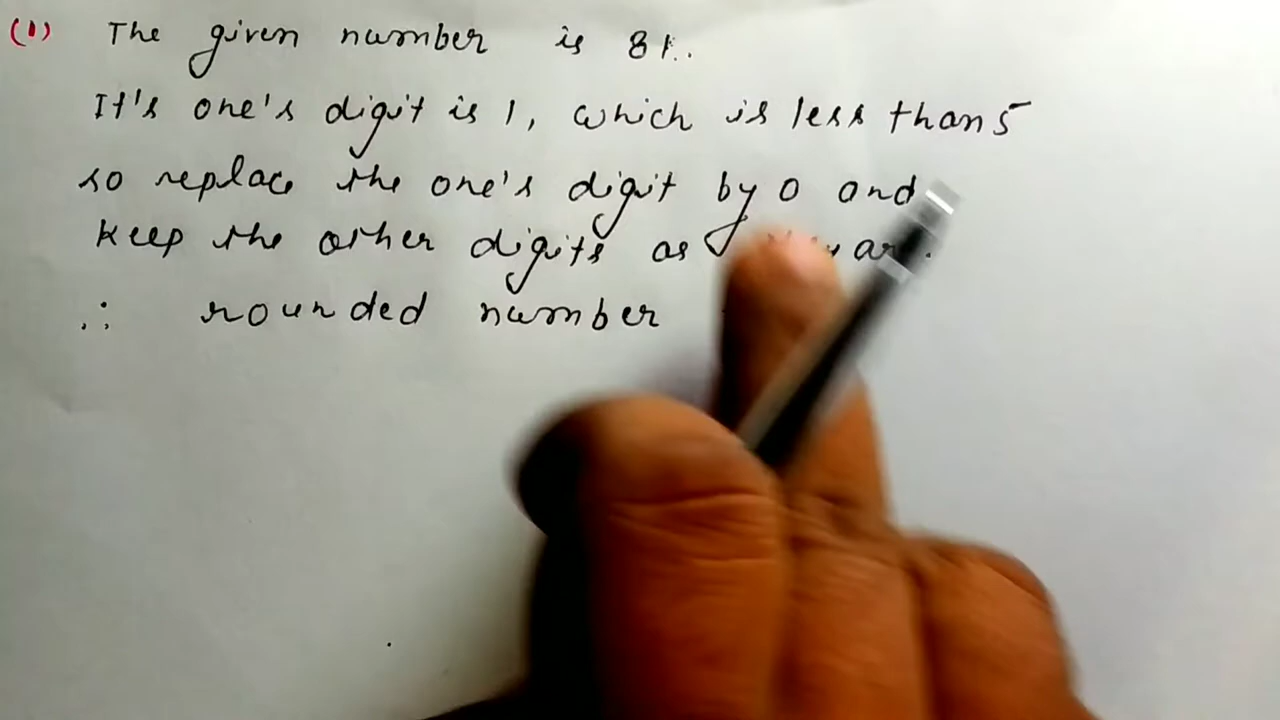 (1) The given number is 81.
It's one's digit is 1, which is less than 5
so replace the one's digit by 0 and
keep the other digits as
∴ rounded number